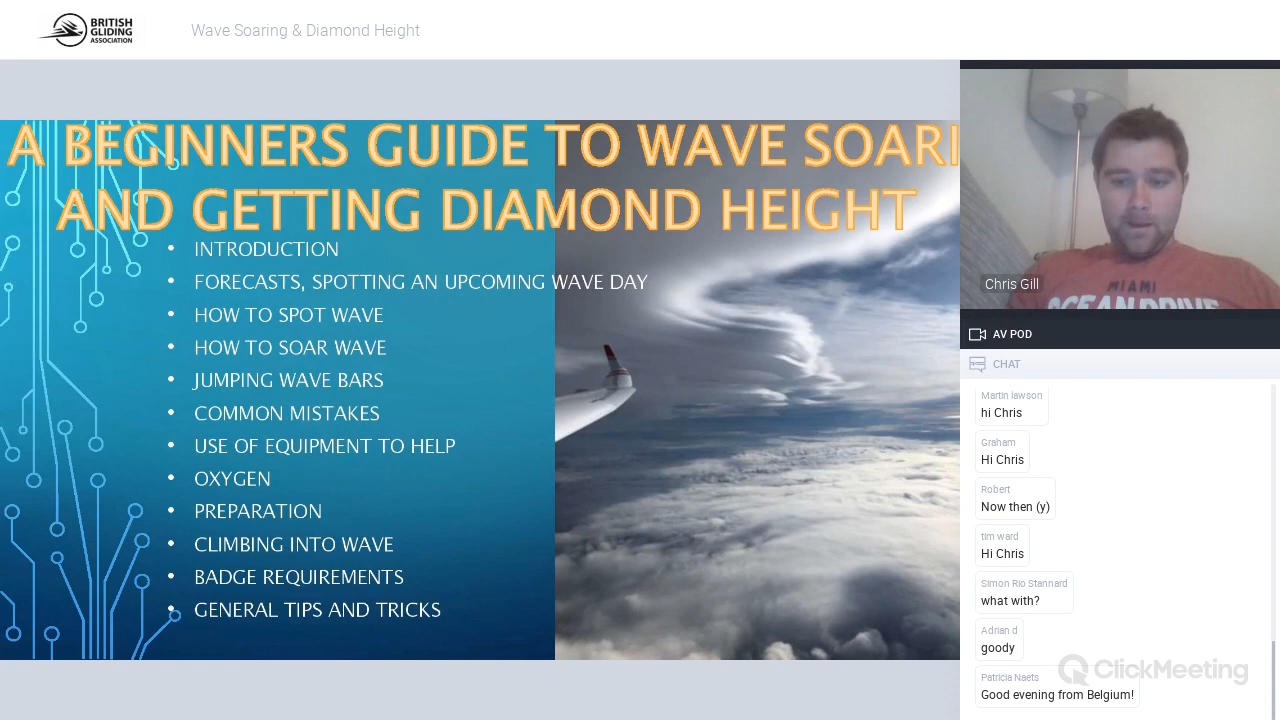 BRITISH
GLIDING
ASSOCIATION
Wave Soaring & Diamond Height
A BEGINNERS GUIDE TO WAVE SOARI
AND GETTING DIAMOND HEIGHT
• INTRODUCTION
• FORECASTS, SPOTTING AN UPCOMING WAVE DAY
• HOW TO SPOT WAVE
• HOW TO SOAR WAVE
• JUMPING WAVE BARS
• COMMON MISTAKES
• USE OF EQUIPMENT TO HELP
• OXYGEN
• PREPARATION
• CLIMBING INTO WAVE
• BADGE REQUIREMENTS
• GENERAL TIPS AND TRICKS
MIAMI
OCEAN DRIVE
Chris Gill
AV POD
CHAT
Martin lawson
hi Chris
Graham
Hi Chris
Robert
Now then (y)
tim ward
Hi Chris
Simon Rio Stannard
what with?
Adrian d
goody
Patricia Naets
Good evening from Belgium!
ClickMeeting